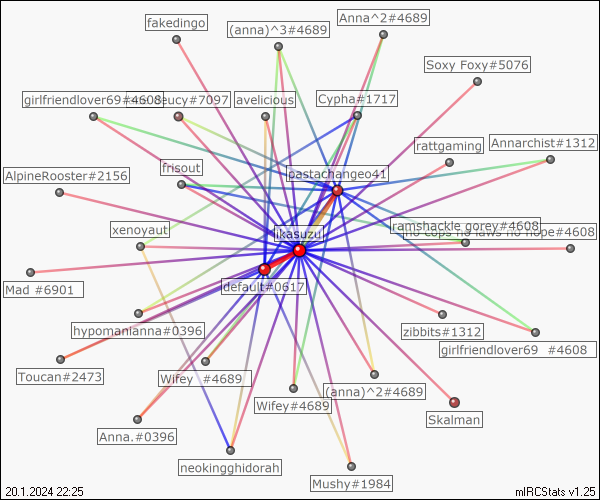 fakedingo
(anna)^3#4689
Anna^2#4689
Soxy Foxy#5076
girlfriendlover69#4608
eucy#7097
avelicious
Cypha#1717
rattgaming
Annarchist#1312
AlpineRooster#2156
frisout
pastachangeo41
xenoyaut
ikasuzu
ramshackle gorey#4608
no cops no laws no hope#4608
Mad #6901
default#0617
hypomanianna#0396
zibbits#1312
girlfriendlover69 #4608
Toucan#2473
Wifey #4689
(anna)^2#4689
Wifey#4689
Skalman
Anna.#0396
neokingghidorah
Mushy#1984
20.1.2024 22:25
mIRCStats v1.25